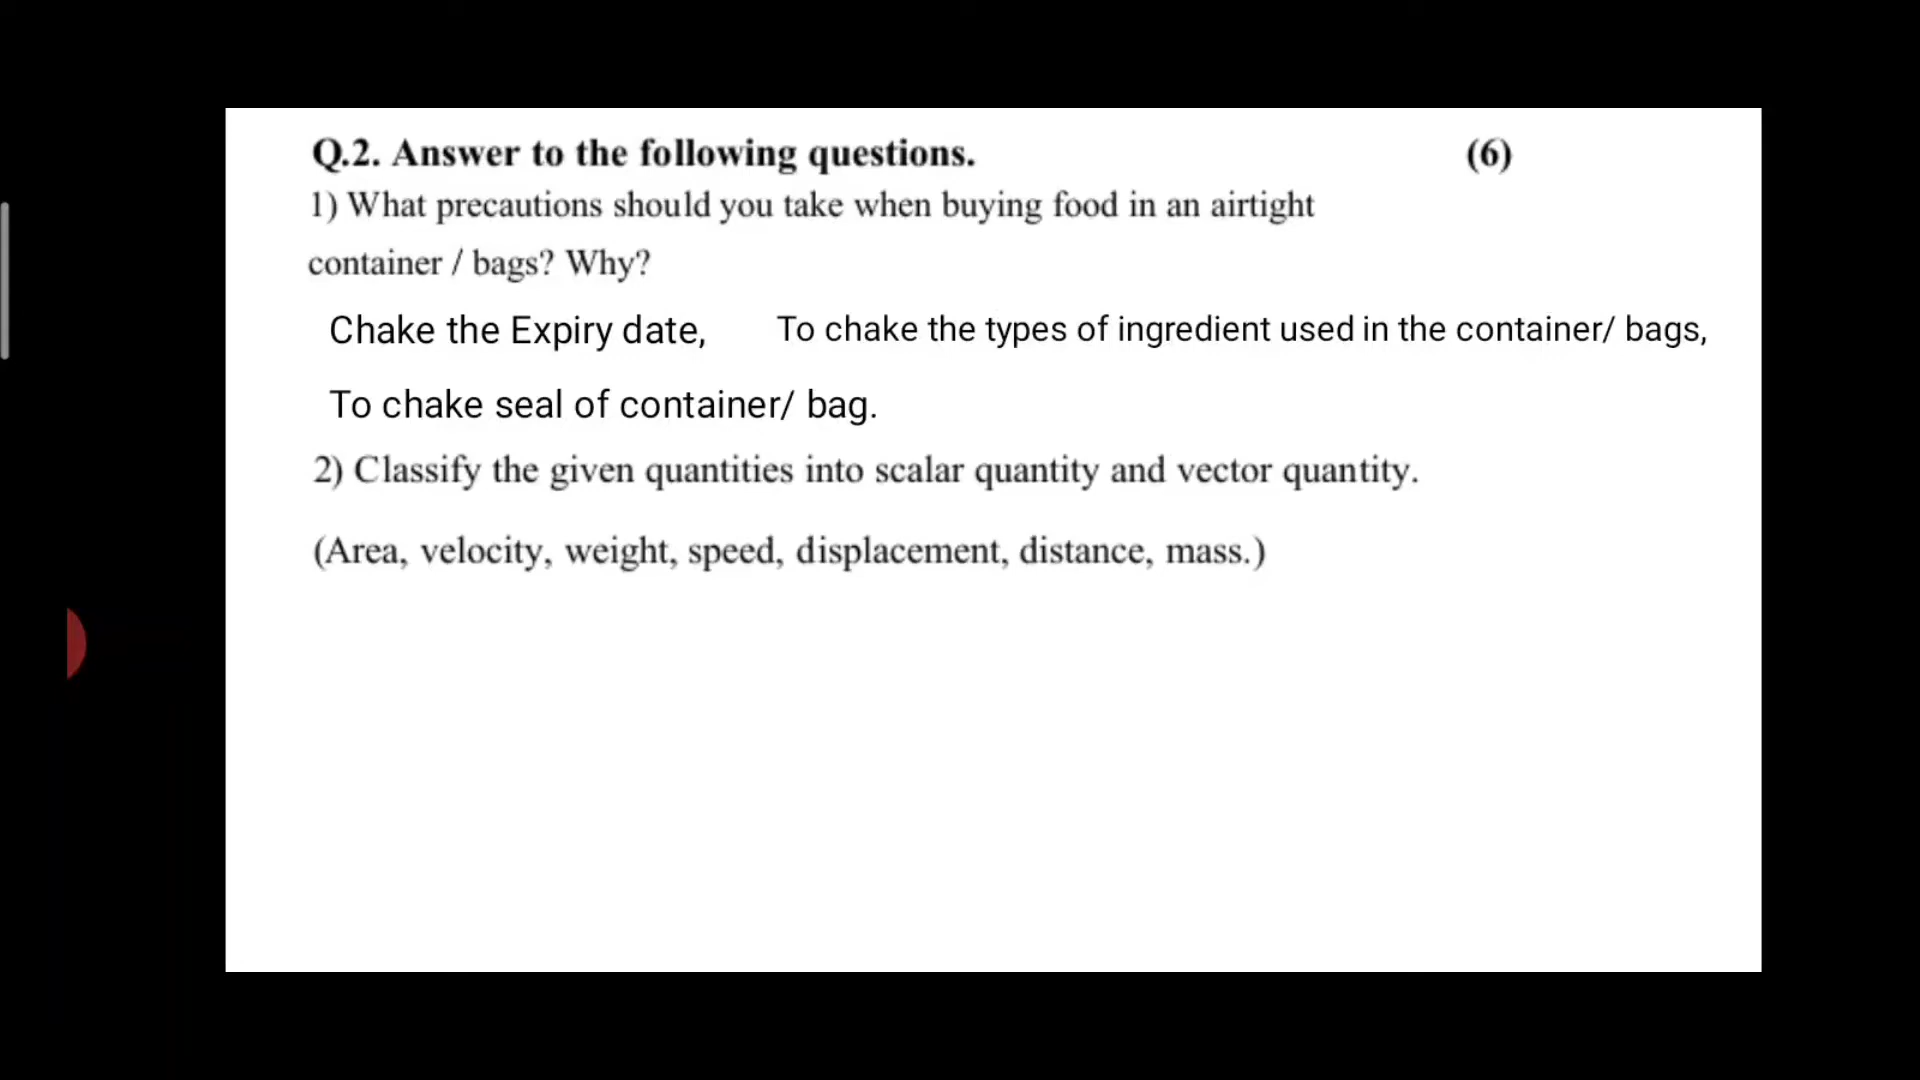 Q.2. Answer to the following questions. (6)
1) What precautions should you take when buying food in an airtight
container / bags? Why?
Chake the Expiry date, To chake the types of ingredient used in the container/ bags,
To chake seal of container/ bag.
2) Classify the given quantities into scalar quantity and vector quantity.
(Area, velocity, weight, speed, displacement, distance, mass.)